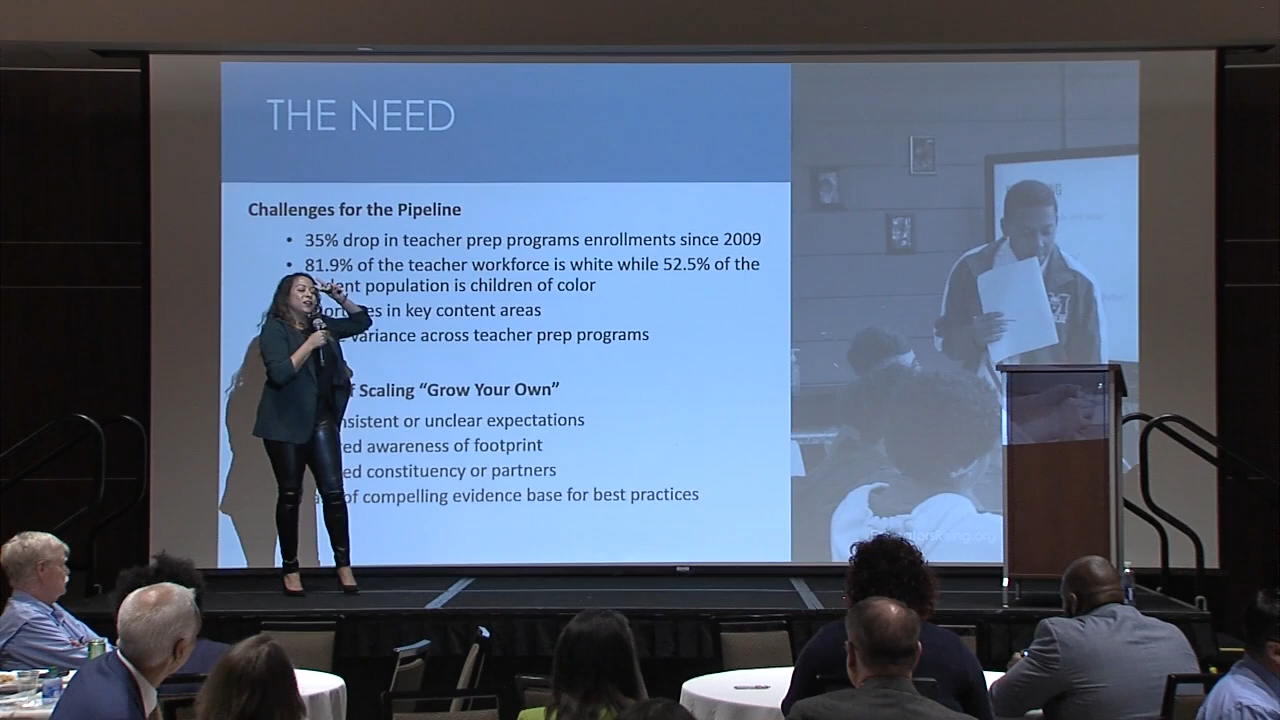 THE NEED
Challenges for the Pipeline
• 35% drop in teacher prep programs enrollments since 2009
• 81.9% of the teacher workforce is white while 52.5% of the
population is children of color
in key content areas
variance across teacher prep programs
Scaling “Grow Your Own”
or unclear expectations
awareness of footprint
constituency or partners
of compelling evidence base for best practices